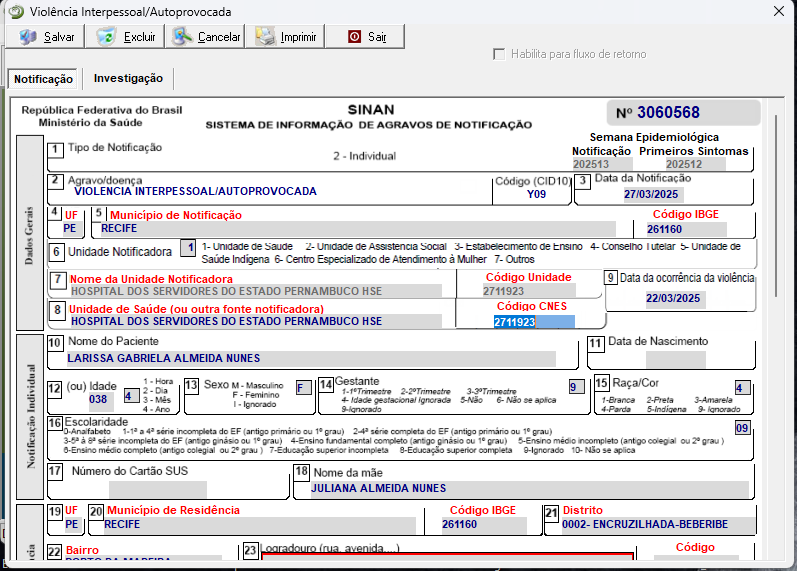 Violência Interpessoal/Autoprovocada
Salvar Excluir Cancelar Imprimir Sair
Habilita para fluxo de retorno
Notificação Investigação
República Federativa do Brasil
Ministério da Saúde
SINAN
SISTEMA DE INFORMAÇÃO DE AGRAVOS DE NOTIFICAÇÃO
Nº 3060568
Semana Epidemiológica
Notificação Primeiros Sintomas
202513 202512
Dados Gerais
1 Tipo de Notificação
2 - Individual
2 Agravo/doença
VIOLENCIA INTERPESSOAL/AUTOPROVOCADA
Código (CID10)
Y09
3 Data da Notificação
27/03/2025
4 UF
PE
5 Município de Notificação
RECIFE
Código IBGE
261160
6 Unidade Notificadora 1
1- Unidade de Saúde 2- Unidade de Assistencia Social 3- Estabelecimento de Ensino 4- Conselho Tutelar 5- Unidade de
Saúde Indígena 6- Centro Especializado de Atendimento à Mulher 7- Outros
7 Nome da Unidade Notificadora
HOSPITAL DOS SERVIDORES DO ESTADO PERNAMBUCO HSE
Código Unidade
2711923
9 Data da ocorrência da violência
22/03/2025
8 Unidade de Saúde (ou outra fonte notificadora)
HOSPITAL DOS SERVIDORES DO ESTADO PERNAMBUCO HSE
Código CNES
2711923
Notificação Individual
10 Nome do Paciente
LARISSA GABRIELA ALMEIDA NUNES
11 Data de Nascimento
12 (ou) Idade
038 4
1 - Hora
2 - Dia
3 - Mês
4 - Ano
13 Sexo M - Masculino
F - Feminino
I - Ignorado
F
14 Gestante
1-1ºTrimestre 2-2ºTrimestre 3-3ºTrimestre
4- Idade gestacional Ignorada 5-Não 6- Não se aplica
9-Ignorado
9
15 Raça/Cor
4
1-Branca 2-Preta 3-Amarela
4-Parda 5-Indígena 9- Ignorado
16 Escolaridade
09
0-Analfabeto 1-1ª a 4ª série incompleta do EF (antigo primário ou 1º grau) 2-4ª série completa do EF (antigo primário ou 1º grau)
3-5ª à 8ª série incompleta do EF (antigo ginásio ou 1º grau) 4-Ensino fundamental completo (antigo ginásio ou 1º grau) 5-Ensino médio incompleto (antigo colegial ou 2º grau )
6-Ensino médio completo (antigo colegial ou 2º grau ) 7-Educação superior incompleta 8-Educação superior completa 9-Ignorado 10- Não se aplica
17 Número do Cartão SUS
18 Nome da mãe
JULIANA ALMEIDA NUNES
19 UF
PE
20 Município de Residência
RECIFE
Código IBGE
261160
21 Distrito
0002- ENCRUZILHADA-BEBERIBE
22 Bairro
23 Logradouro (rua, avenida,...)
Código